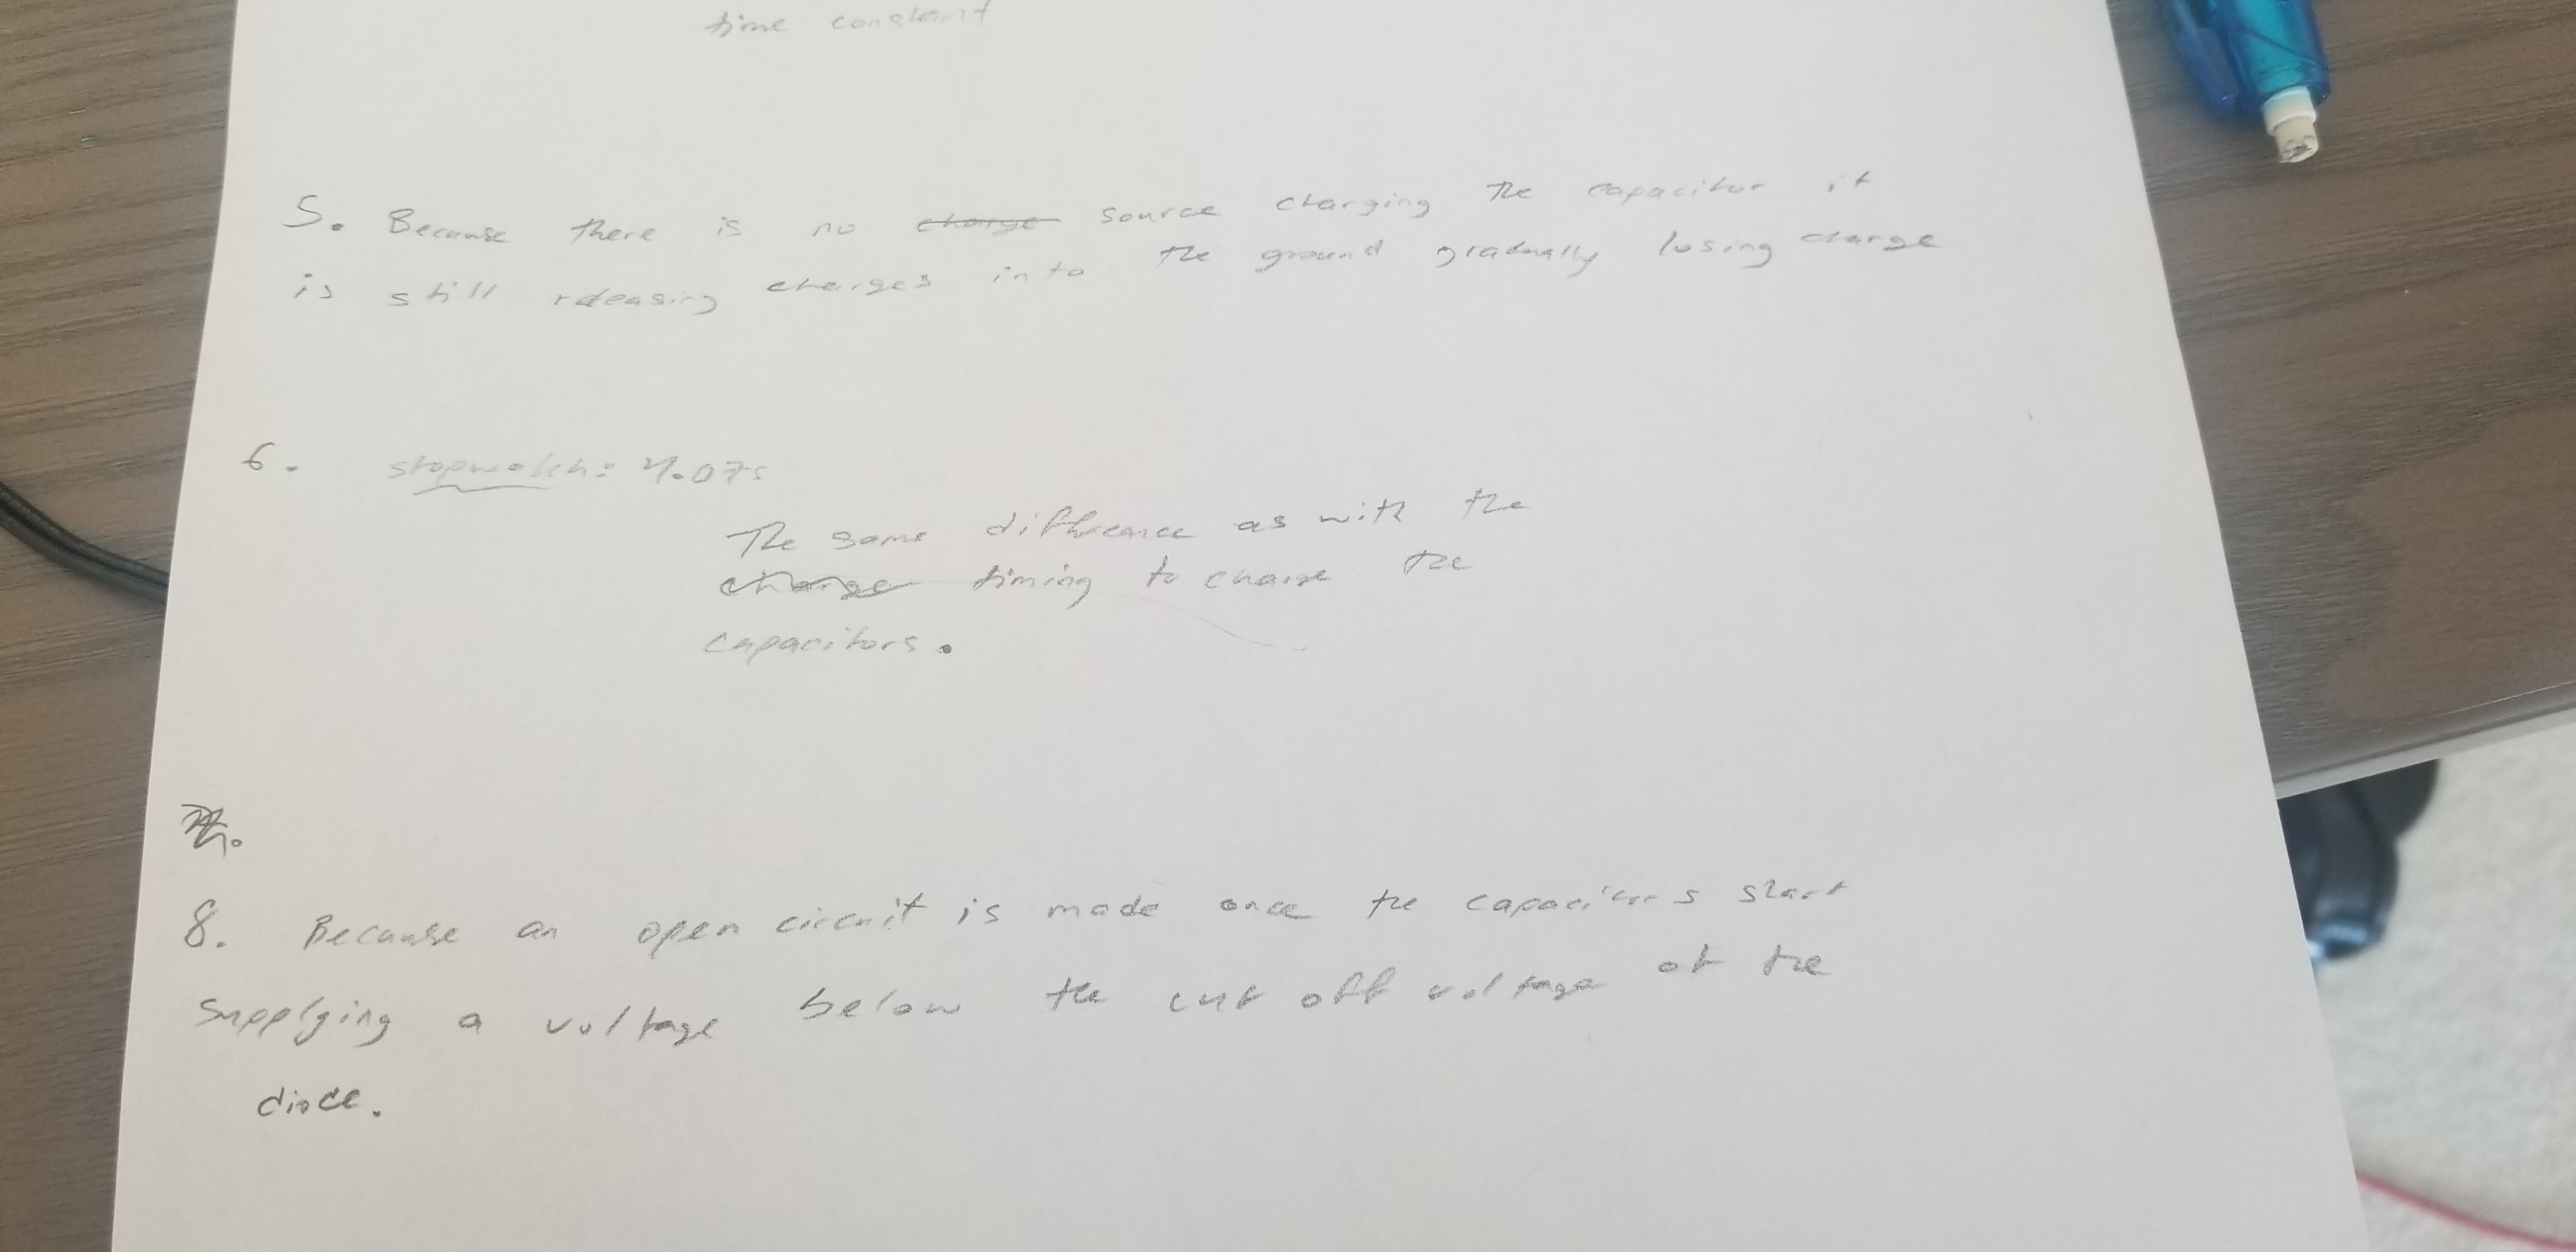 time constant
5. Because there is no charge source charging the capacitor it
is still releasing charges into the ground gradually losing charge
6. stopwatch:
The same difference as with the
charge timing to charge the
capacitors.
8. Because an open circuit is made once the capacitors start
supplying a voltage below the cut off voltage of the
diode.